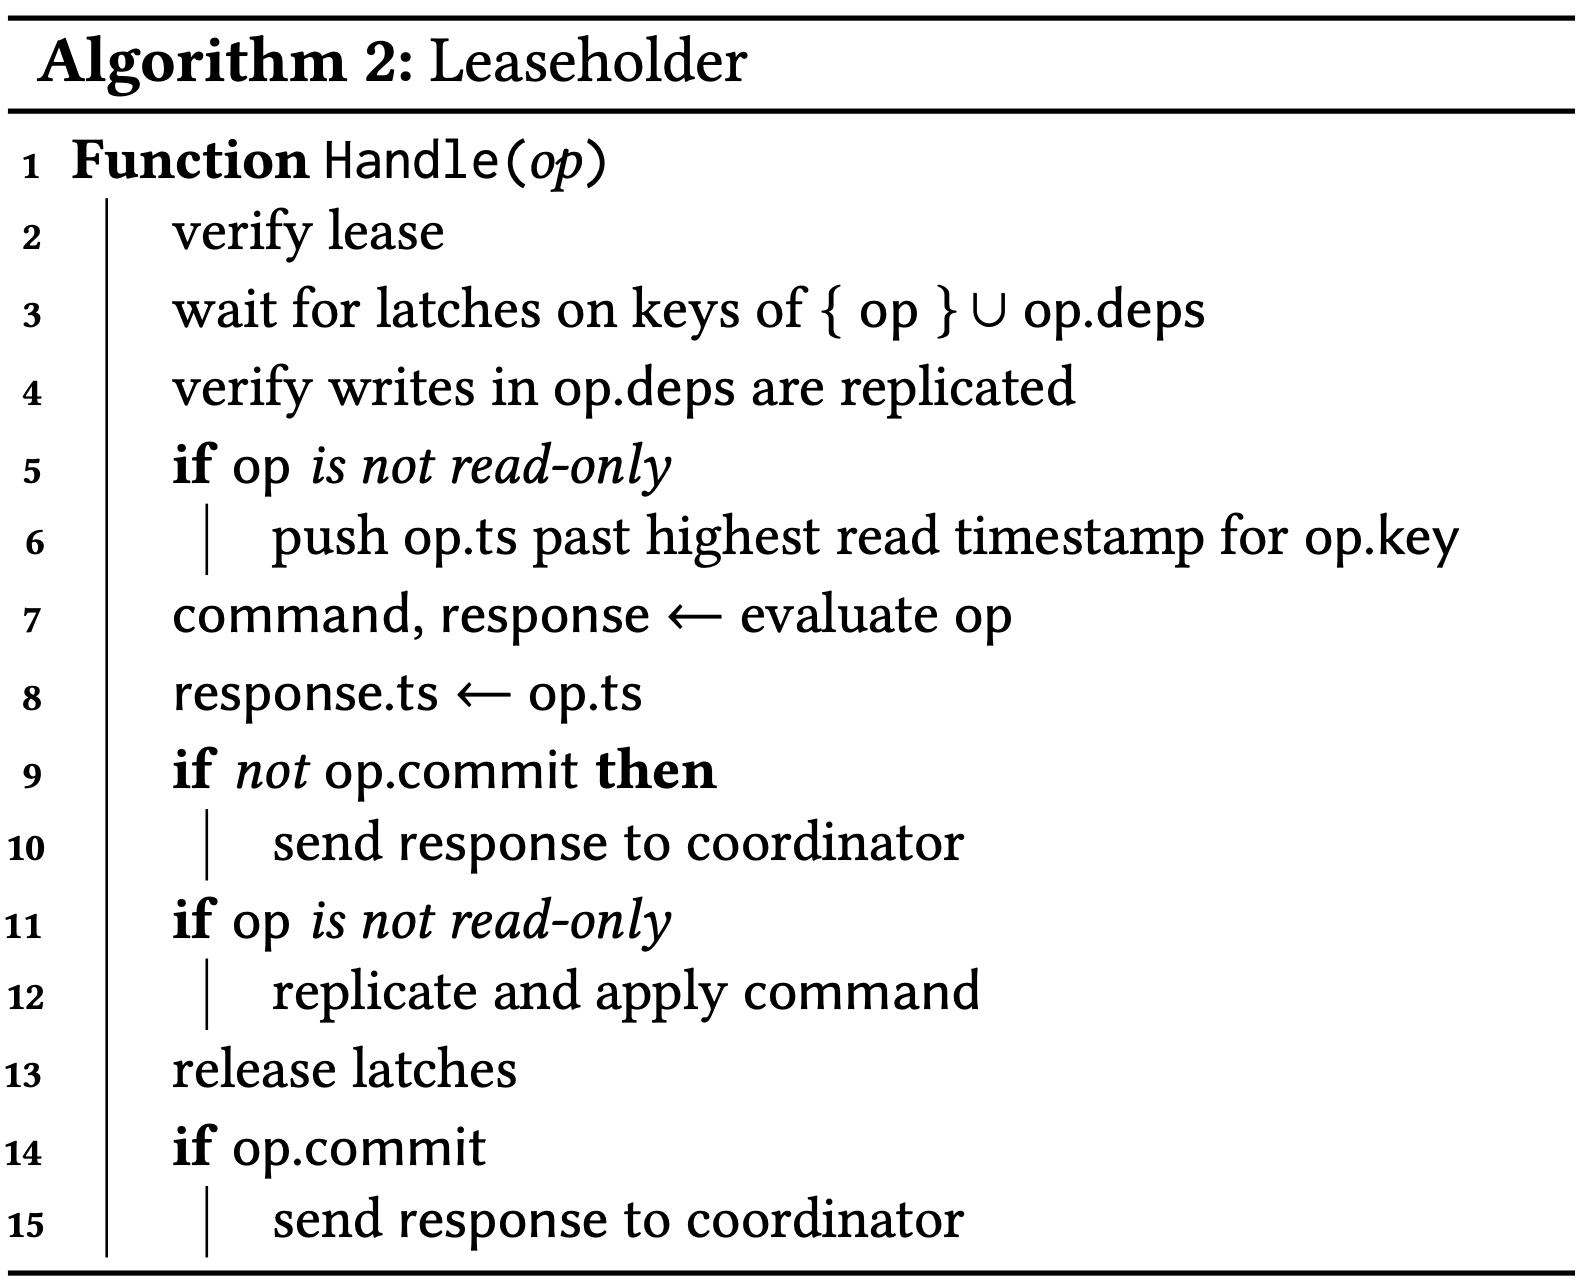 Algorithm 2: Leaseholder
1 Function Handle(op)
2 verify lease
3 wait for latches on keys of { op } ∪ op.deps
4 verify writes in op.deps are replicated
5 if op is not read-only
6 push op.ts past highest read timestamp for op.key
7 command, response ← evaluate op
8 response.ts ← op.ts
9 if not op.commit then
10 send response to coordinator
11 if op is not read-only
12 replicate and apply command
13 release latches
14 if op.commit
15 send response to coordinator